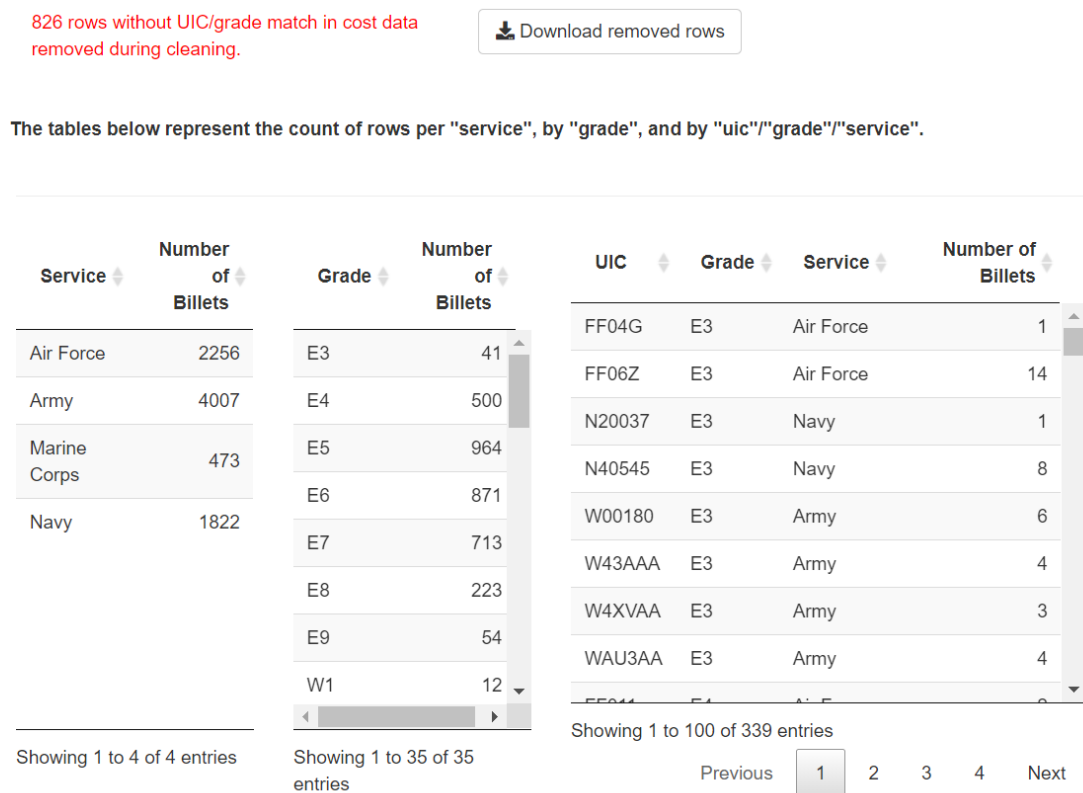 826 rows without UIC/grade match in cost data
removed during cleaning.
Download removed rows
The tables below represent the count of rows per "service", by "grade", and by "uic"/"grade"/"service".
Service Number of Billets
Air Force 2256
Army 4007
Marine Corps 473
Navy 1822
Showing 1 to 4 of 4 entries
Grade Number of Billets
E3 41
E4 500
E5 964
E6 871
E7 713
E8 223
E9 54
W1 12
Showing 1 to 35 of 35
entries
UIC Grade Service Number of Billets
FF04G E3 Air Force 1
FF06Z E3 Air Force 14
N20037 E3 Navy 1
N40545 E3 Navy 8
W00180 E3 Army 6
W43AAA E3 Army 4
W4XVAA E3 Army 3
WAU3AA E3 Army 4
Showing 1 to 100 of 339 entries
Previous 1 2 3 4 Next